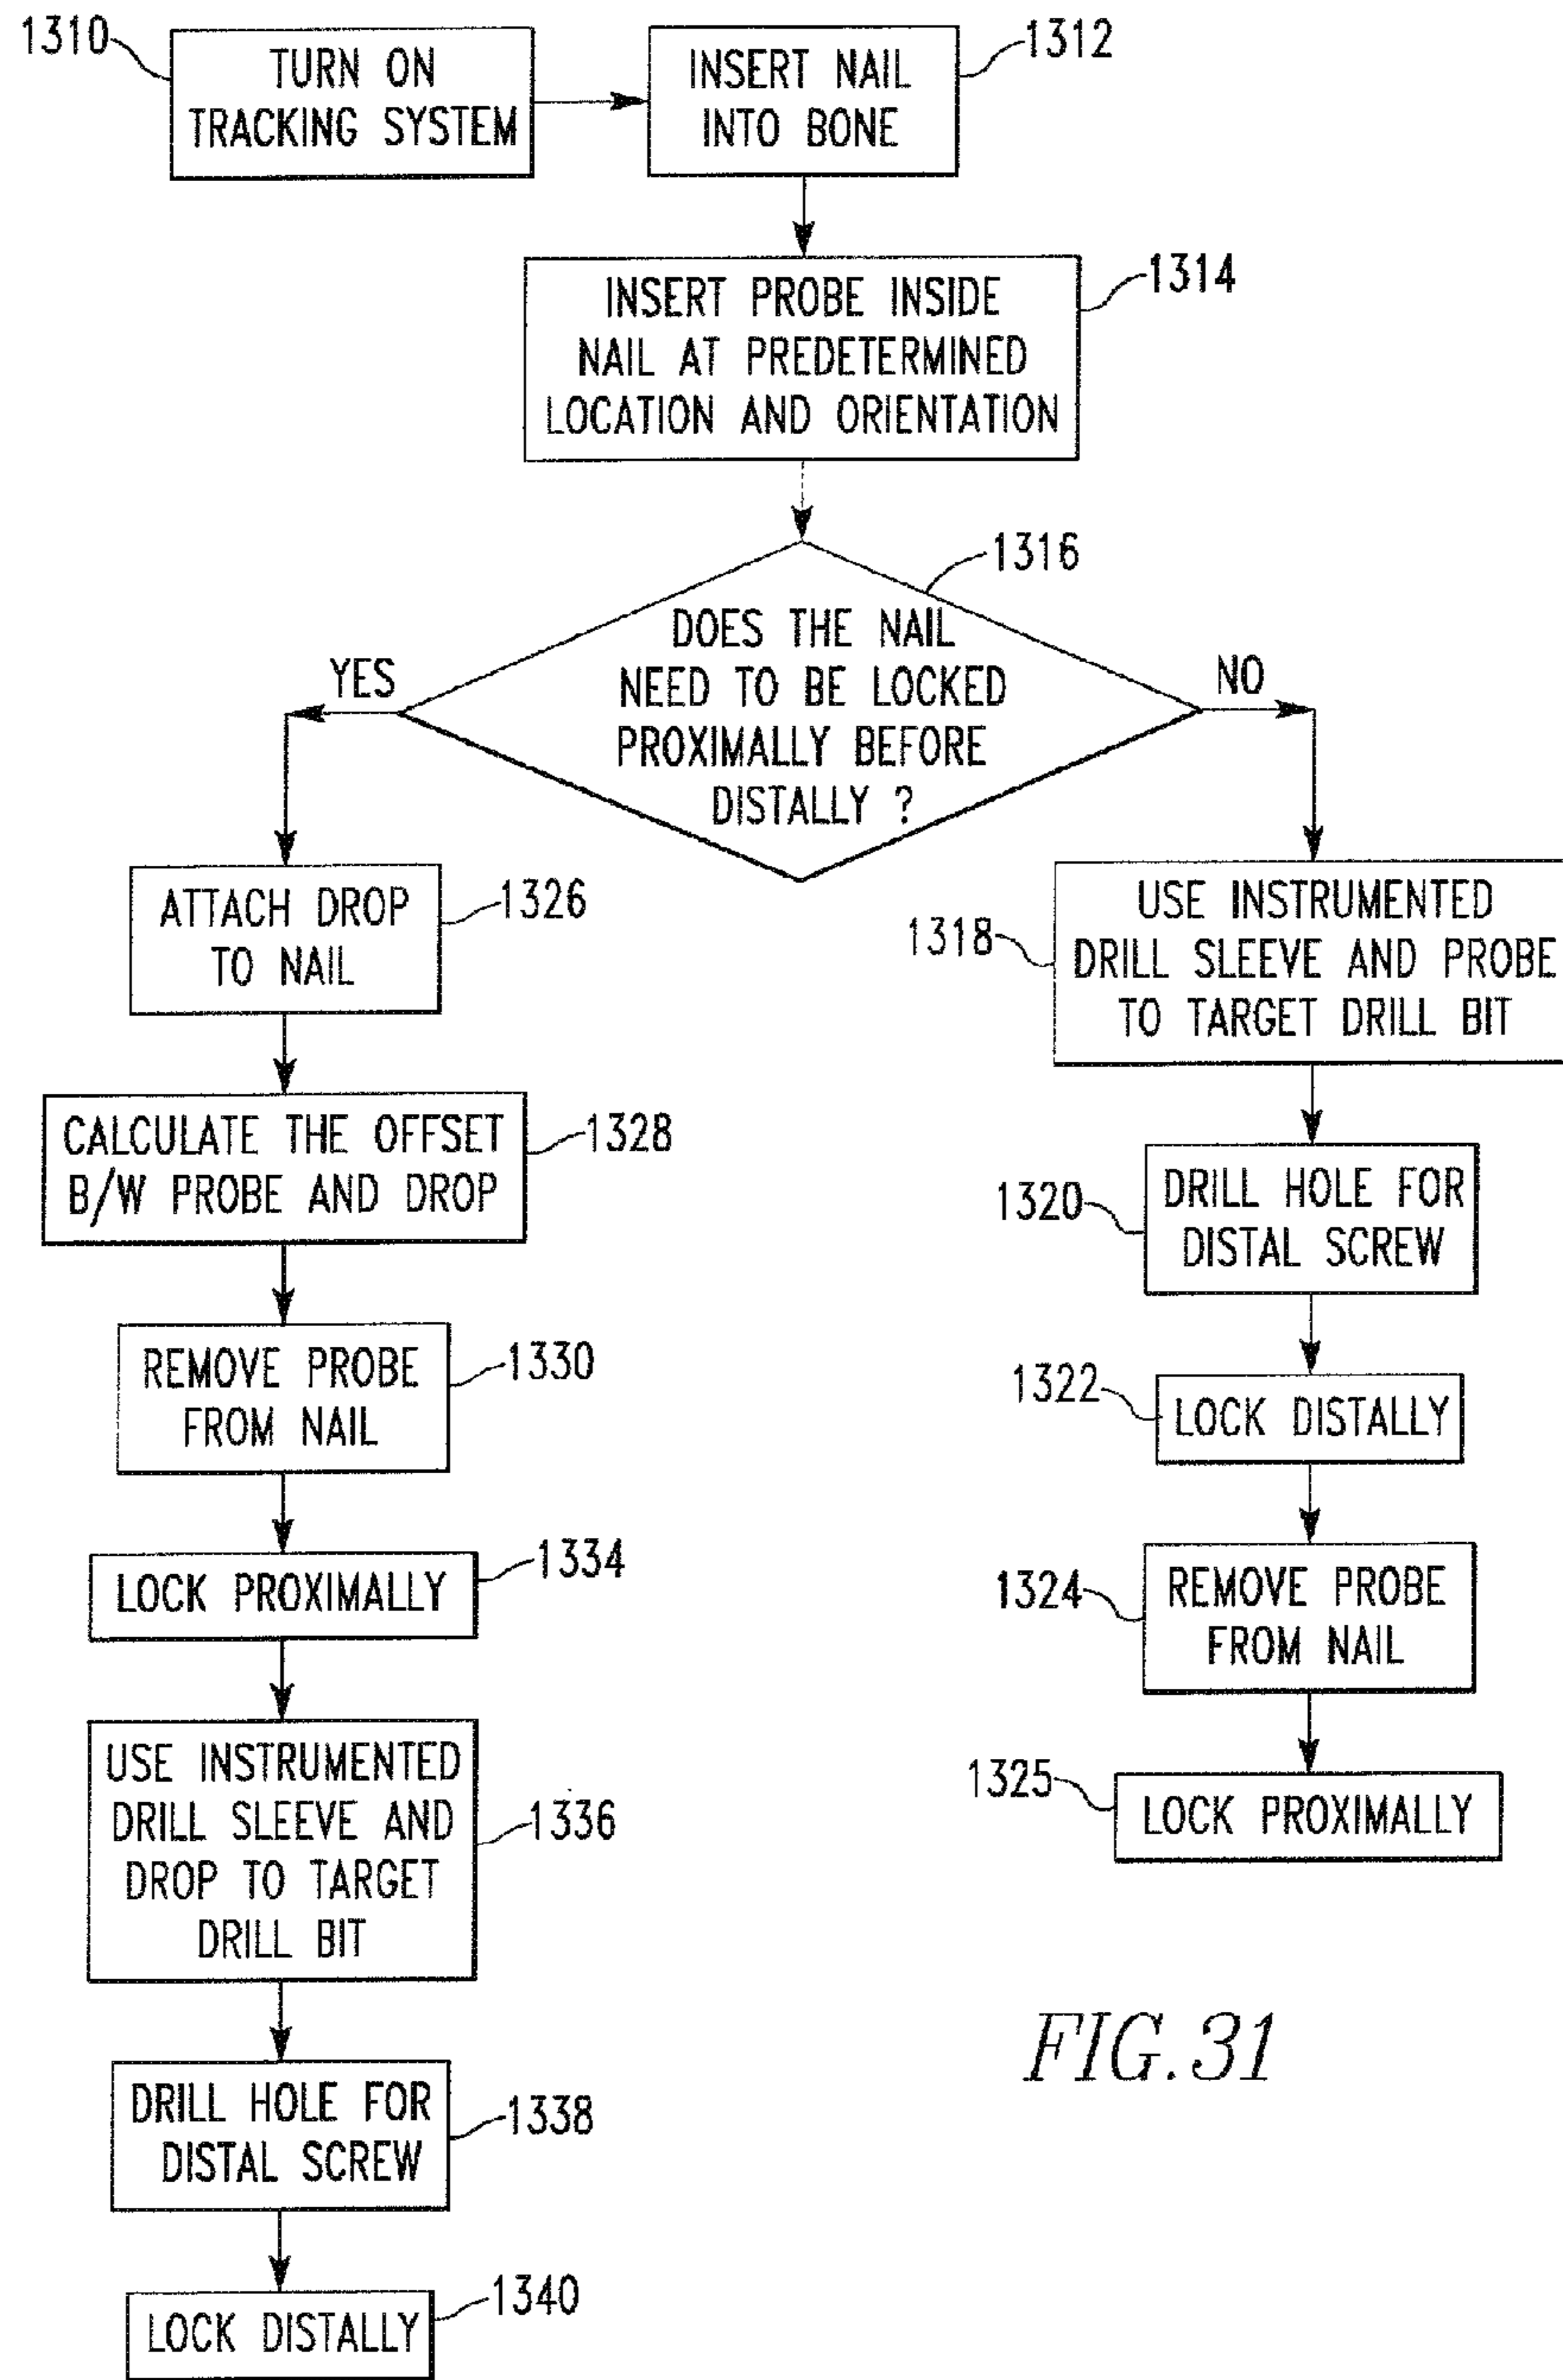 1310
TURN ON
TRACKING SYSTEM
INSERT NAIL
INTO BONE
1312
INSERT PROBE INSIDE
NAIL AT PREDETERMINED
LOCATION AND ORIENTATION
1314
DOES THE NAIL
NEED TO BE LOCKED
PROXIMALLY BEFORE
DISTALLY ?
1316
YES
NO
ATTACH DROP
TO NAIL
1326
CALCULATE THE OFFSET
B/W PROBE AND DROP
1328
REMOVE PROBE
FROM NAIL
1330
LOCK PROXIMALLY
1334
USE INSTRUMENTED
DRILL SLEEVE AND
DROP TO TARGET
DRILL BIT
1336
DRILL HOLE FOR
DISTAL SCREW
1338
LOCK DISTALLY
1340
1318
USE INSTRUMENTED
DRILL SLEEVE AND PROBE
TO TARGET DRILL BIT
1320
DRILL HOLE FOR
DISTAL SCREW
1322
LOCK DISTALLY
1324
REMOVE PROBE
FROM NAIL
1325
LOCK PROXIMALLY
FIG.31